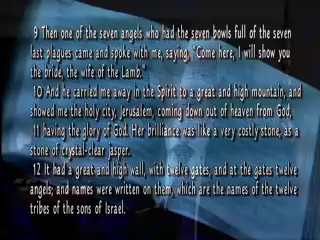 9 Then one of the seven angels who had the seven bowls full of the seven
last plagues came and spoke with me, saying, "Come here, I will show you
the bride, the wife of the Lamb."
10 And he carried me away in the Spirit to a great and high mountain, and
showed me the holy city, Jerusalem, coming down out of heaven from God,
11 having the glory of God. Her brilliance was like a very costly stone, as a
stone of crystal-clear jasper.
12 It had a great and high wall, with twelve gates, and at the gates twelve
angels; and names were written on them, which are the names of the twelve
tribes of the sons of Israel.